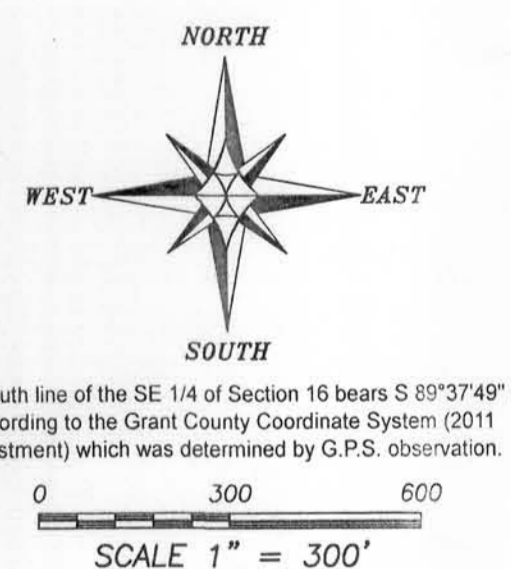 NORTH
WEST EAST
SOUTH
uth line of the SE 1/4 of Section 16 bears S 89°37'49"
ording to the Grant County Coordinate System (2011
stment) which was determined by G.P.S. observation.
0 300 600
SCALE 1" = 300'